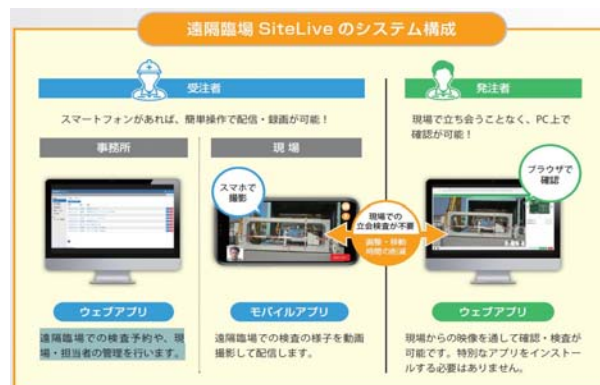 遠隔臨場 SiteLive のシステム構成
受注者
スマートフォンがあれば、簡単操作で配信・録画が可能！
事務所
現 場
スマホで
撮影
ウェブアプリ
遠隔臨場での検査予約や、現
場・担当者の管理を行います。
モバイルアプリ
遠隔臨場での検査の様子を動画
撮影して配信します。
現場での
立会検査が不要
調整・移動
時間の削減
発注者
現場で立ち会うことなく、PC上で
確認が可能！
ブラウザで
確認
ウェブアプリ
現場からの映像を通して確認・検査が
可能です。特別なアプリをインストー
ルする必要はありません。